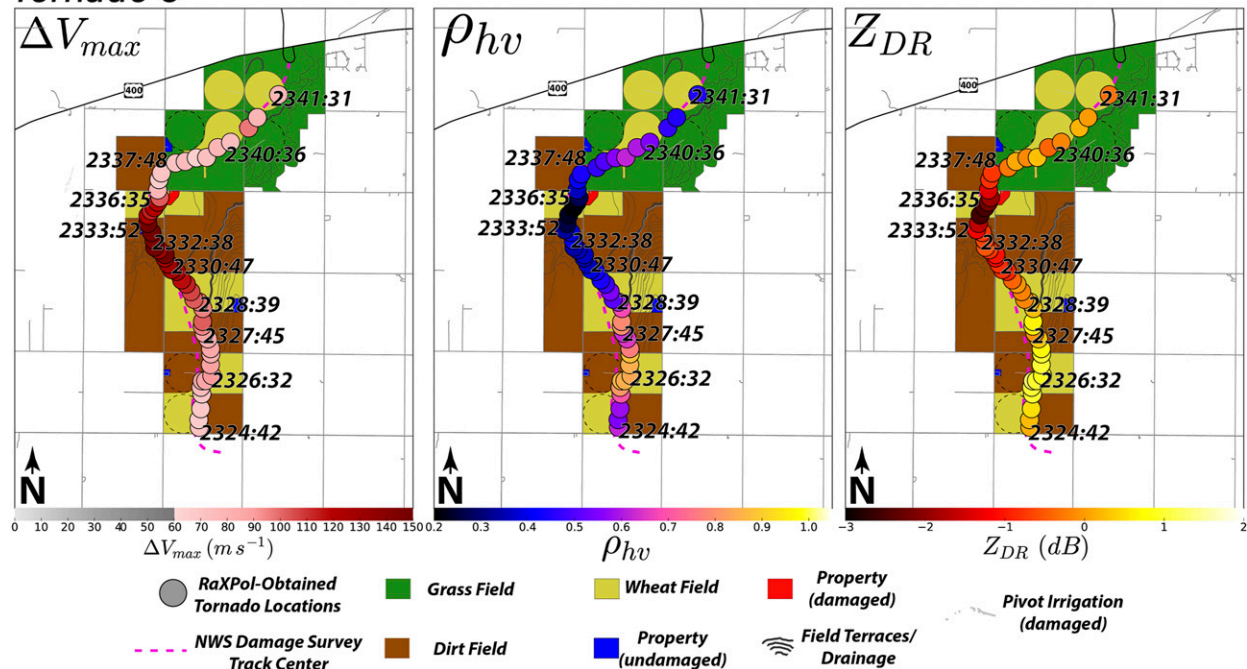 ΔV_max
400
2341:31
2340:36
2337:48
2336:35
2333:52
2332:38
2330:47
2328:39
2327:45
2326:32
2324:42
N
0 10 20 30 40 50 60 70 80 90 100 110 120 130 140 150
ΔV_max (m s⁻¹)
ρ_hv
400
2341:31
2340:36
2337:48
2336:35
2333:52
2332:38
2330:47
2328:39
2327:45
2326:32
2324:42
N
0.2 0.3 0.4 0.5 0.6 0.7 0.8 0.9 1.0
ρ_hv
Z_DR
400
2341:31
2340:36
2337:48
2336:35
2333:52
2332:38
2330:47
2328:39
2327:45
2326:32
2324:42
N
−3 −2 −1 0 1 2
Z_DR (dB)
RaXPol-Obtained
Tornado Locations
Grass Field
Wheat Field
Property
(damaged)
Pivot Irrigation
(damaged)
NWS Damage Survey
Track Center
Dirt Field
Property
(undamaged)
Field Terraces/
Drainage